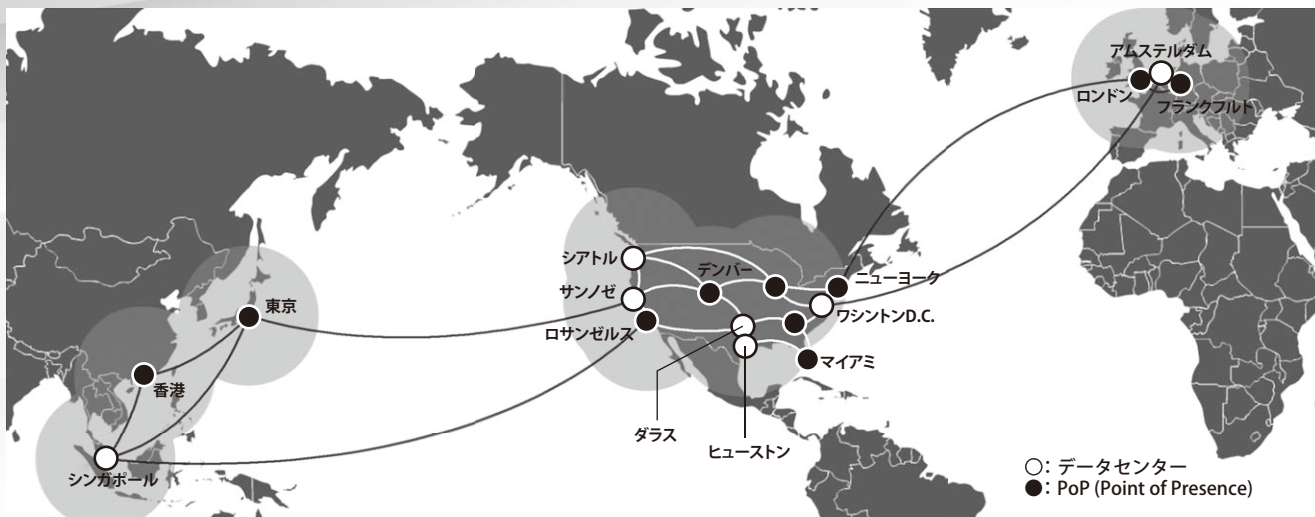 アムステルダム
ロンドン
フランクフルト
シアトル
デンバー
ニューヨーク
サンノゼ
ワシントンD.C.
東京
ロサンゼルス
マイアミ
香港
ダラス
ヒューストン
シンガポール
○：データセンター
●：PoP (Point of Presence)